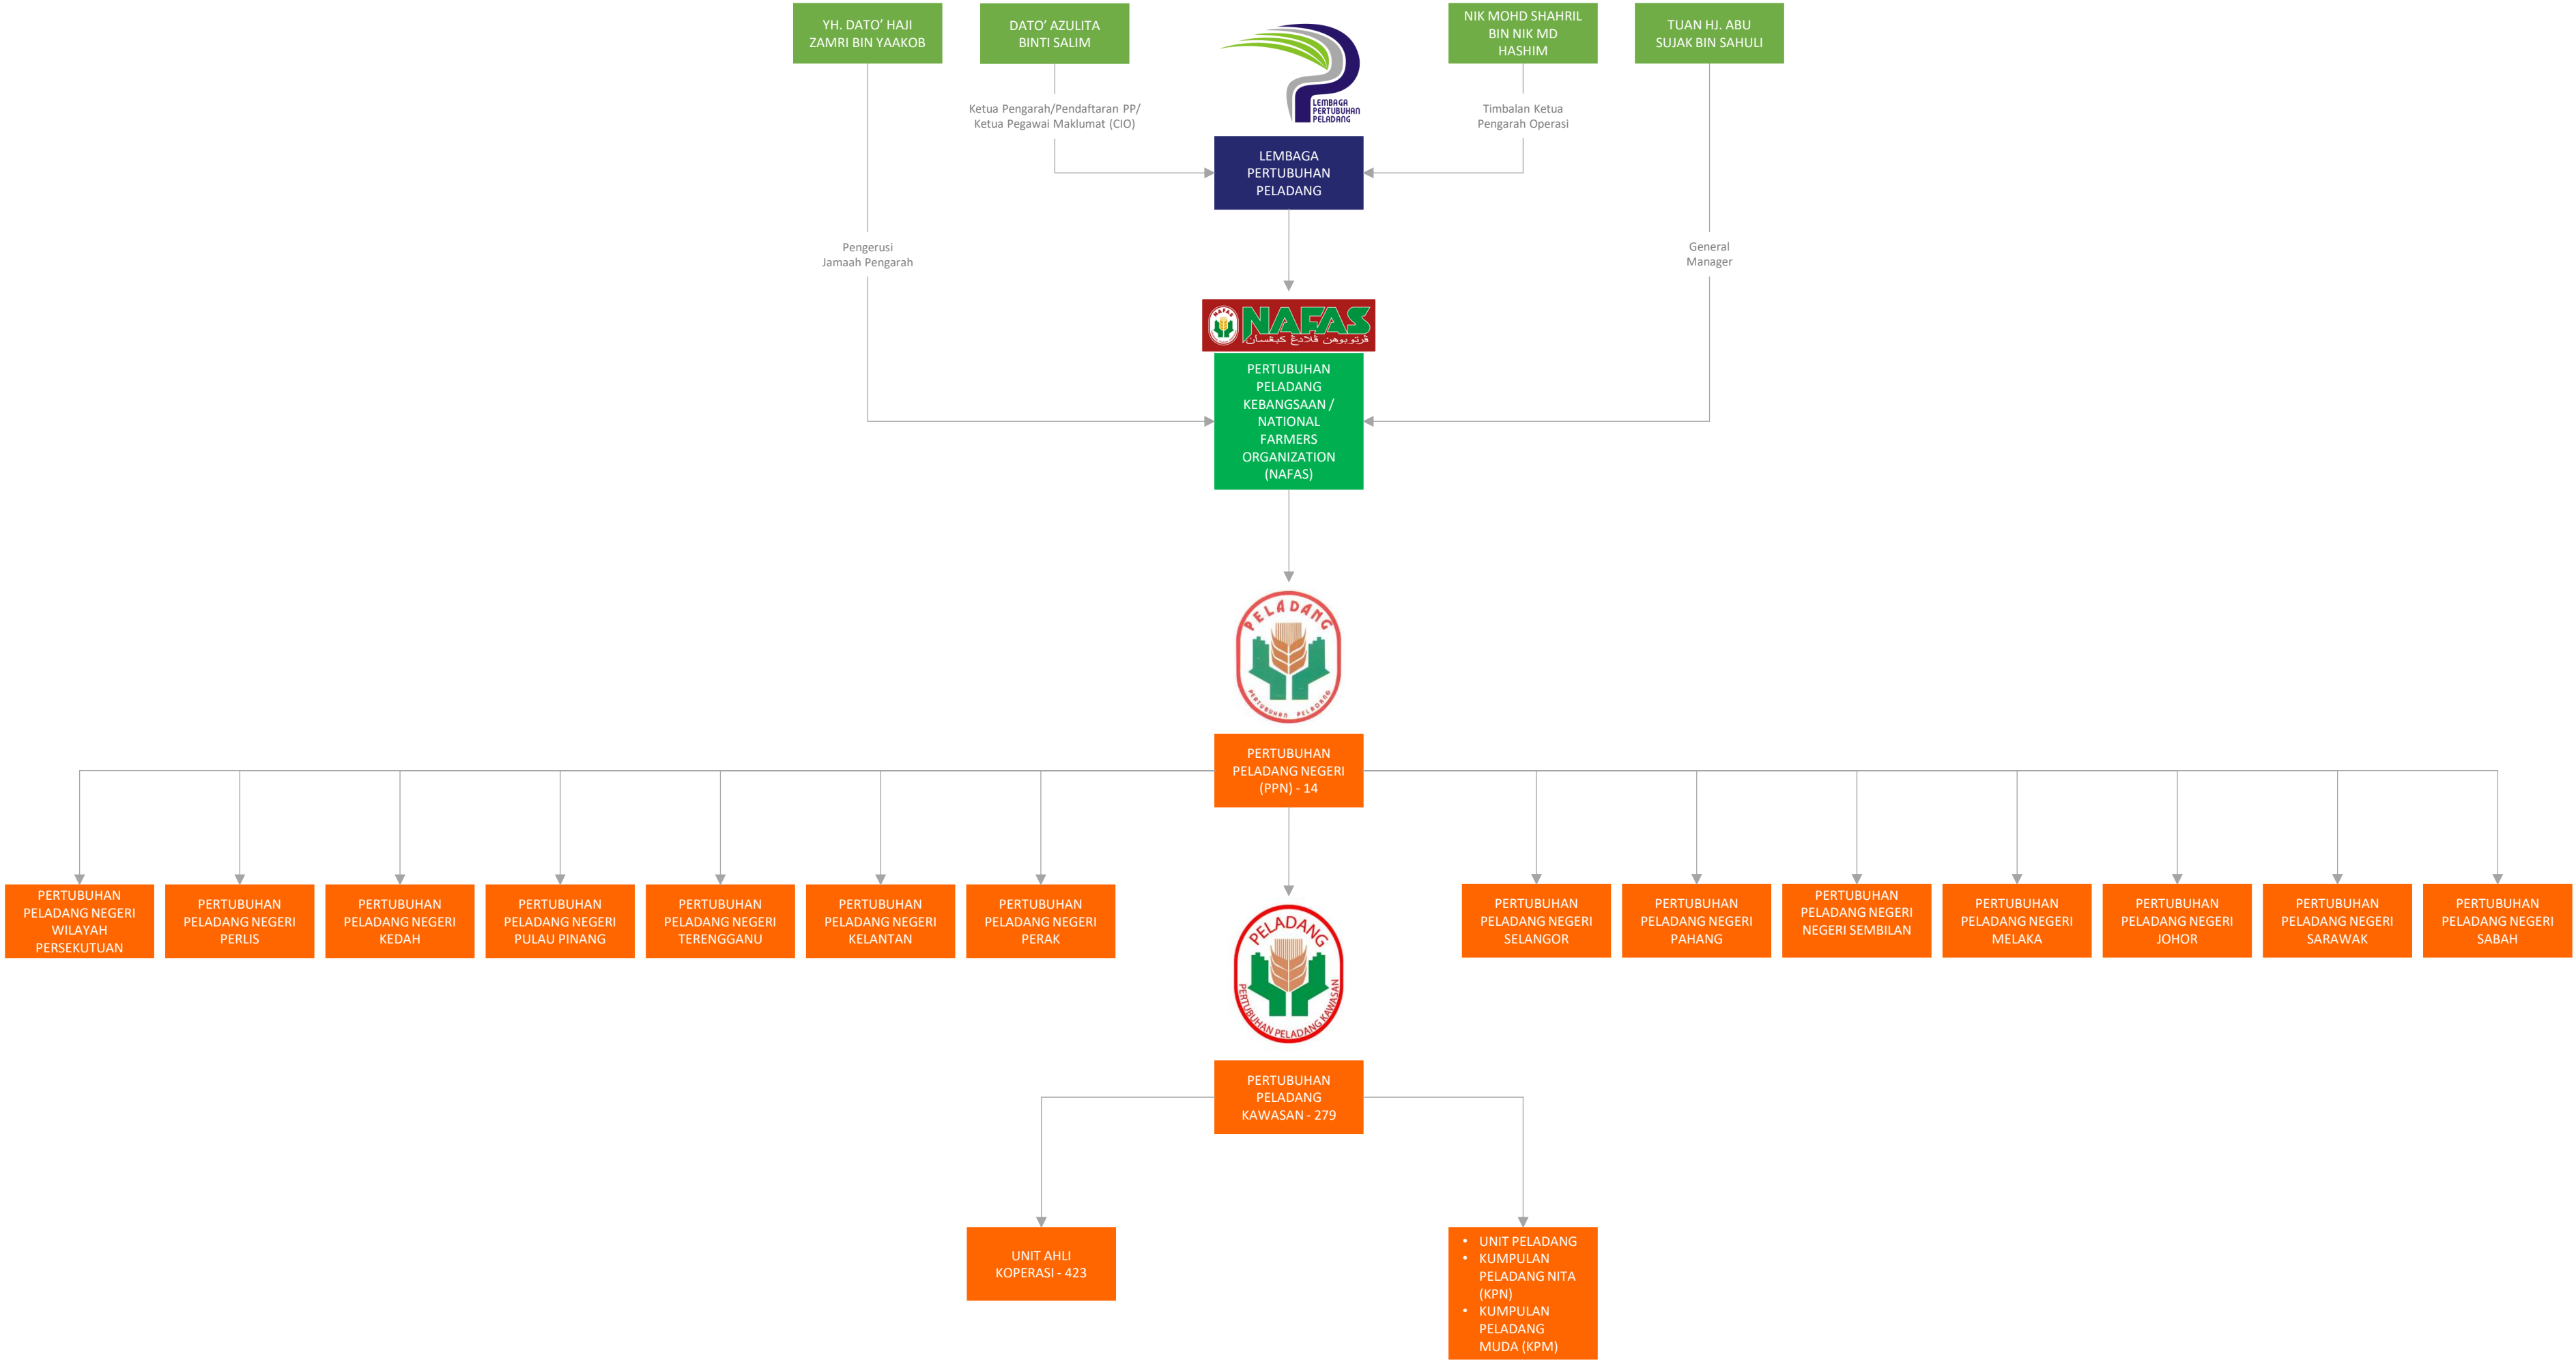 YH. DATO’ HAJI
ZAMRI BIN YAAKOB
DATO’ AZULITA
BINTI SALIM
NIK MOHD SHAHRIL
BIN NIK MD
HASHIM
TUAN HJ. ABU
SUJAK BIN SAHULI
LEMBAGA
PERTUBUHAN
PELADANG
Ketua Pengarah/Pendaftaran PP/
Ketua Pegawai Maklumat (CIO)
Timbalan Ketua
Pengarah Operasi
LEMBAGA
PERTUBUHAN
PELADANG
Pengerusi
Jamaah Pengarah
General
Manager
NAFAS
NAFAS
ڤرتوبوهن ڤلادڠ كبڠسان
PERTUBUHAN
PELADANG
KEBANGSAAN /
NATIONAL
FARMERS
ORGANIZATION
(NAFAS)
PELADANG
PERTUBUHAN PELADANG
PERTUBUHAN
PELADANG NEGERI
(PPN) - 14
PERTUBUHAN
PELADANG NEGERI
WILAYAH
PERSEKUTUAN
PERTUBUHAN
PELADANG NEGERI
PERLIS
PERTUBUHAN
PELADANG NEGERI
KEDAH
PERTUBUHAN
PELADANG NEGERI
PULAU PINANG
PERTUBUHAN
PELADANG NEGERI
TERENGGANU
PERTUBUHAN
PELADANG NEGERI
KELANTAN
PERTUBUHAN
PELADANG NEGERI
PERAK
PERTUBUHAN
PELADANG NEGERI
SELANGOR
PERTUBUHAN
PELADANG NEGERI
PAHANG
PERTUBUHAN
PELADANG NEGERI
NEGERI SEMBILAN
PERTUBUHAN
PELADANG NEGERI
MELAKA
PERTUBUHAN
PELADANG NEGERI
JOHOR
PERTUBUHAN
PELADANG NEGERI
SARAWAK
PERTUBUHAN
PELADANG NEGERI
SABAH
PELADANG
PERTUBUHAN PELADANG KAWASAN
PERTUBUHAN
PELADANG
KAWASAN - 279
UNIT AHLI
KOPERASI - 423
• UNIT PELADANG
• KUMPULAN
PELADANG NITA
(KPN)
• KUMPULAN
PELADANG
MUDA (KPM)